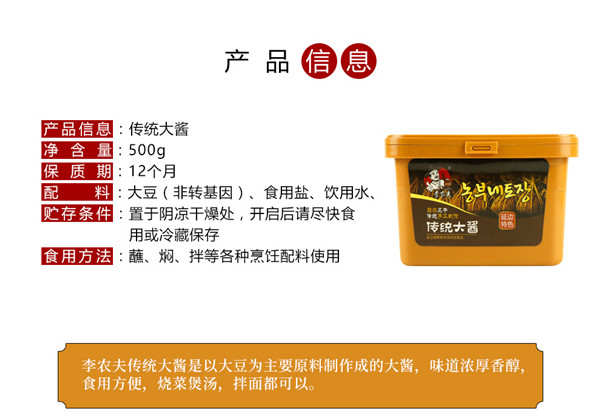 产品信息
产品信息：传统大酱
净含量：500g
保质期：12个月
配料：大豆（非转基因）、食用盐、饮用水、
贮存条件：置于阴凉干燥处，开启后请尽快食
用或冷藏保存
食用方法：蘸、焖、拌等各种烹饪配料使用
농부네토장
传统大酱
延边
特色
李农夫传统大酱是以大豆为主要原料制作成的大酱，味道浓厚香醇，
食用方便，烧菜煲汤，拌面都可以。